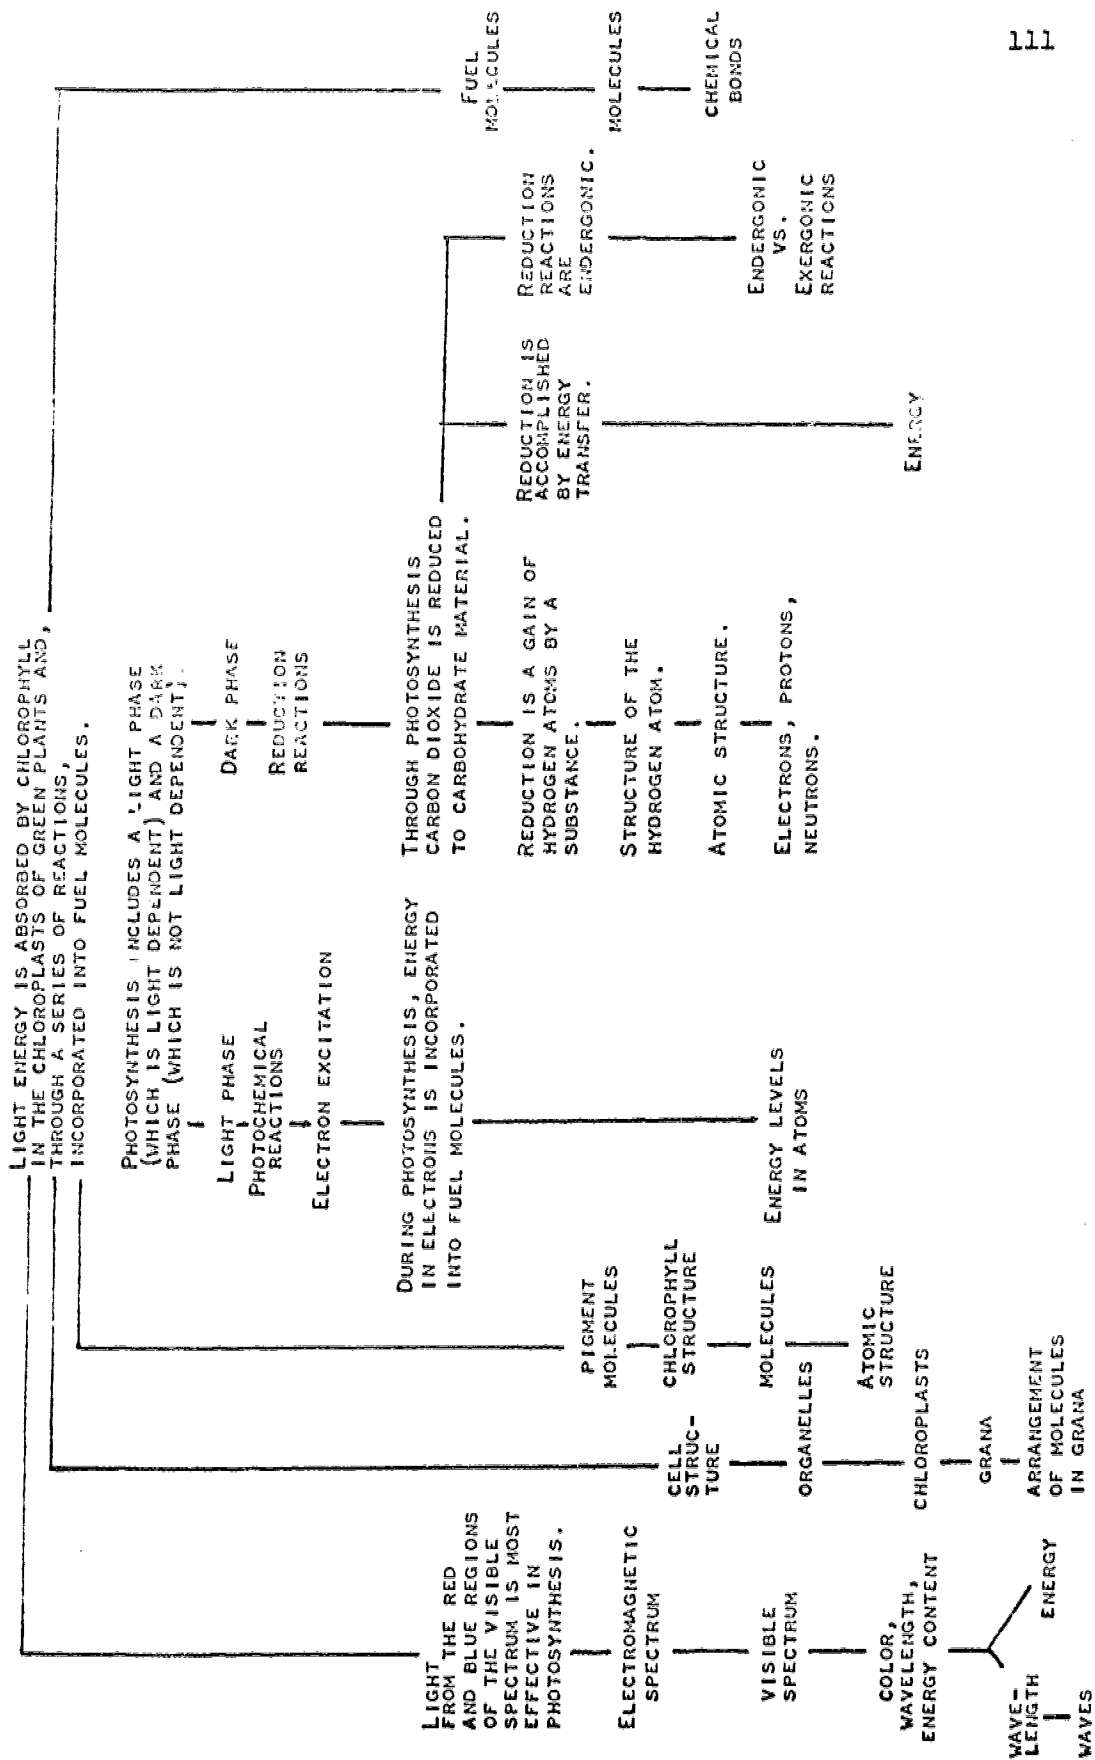 111
LIGHT ENERGY IS ABSORBED BY CHLOROPHYLL
IN THE CHLOROPLASTS OF GREEN PLANTS AND,
THROUGH A SERIES OF REACTIONS,
INCORPORATED INTO FUEL MOLECULES.
PHOTOSYNTHESIS INCLUDES A LIGHT PHASE
(WHICH IS LIGHT DEPENDENT) AND A DARK
PHASE (WHICH IS NOT LIGHT DEPENDENT).
LIGHT
FROM THE RED
AND BLUE REGIONS
OF THE VISIBLE
SPECTRUM IS MOST
EFFECTIVE IN
PHOTOSYNTHESIS.
ELECTROMAGNETIC
SPECTRUM
VISIBLE
SPECTRUM
COLOR,
WAVELENGTH,
ENERGY CONTENT
WAVE-
LENGTH
WAVES
ENERGY
CELL
STRUC-
TURE
ORGANELLES
CHLOROPLASTS
GRANA
ARRANGEMENT
OF MOLECULES
IN GRANA
PIGMENT
MOLECULES
CHLOROPHYLL
STRUCTURE
MOLECULES
ATOMIC
STRUCTURE
LIGHT PHASE
PHOTOCHEMICAL
REACTIONS
ELECTRON EXCITATION
DURING PHOTOSYNTHESIS, ENERGY
IN ELECTRONS IS INCORPORATED
INTO FUEL MOLECULES.
ENERGY LEVELS
IN ATOMS
DARK PHASE
REDUCTION
REACTIONS
THROUGH PHOTOSYNTHESIS
CARBON DIOXIDE IS REDUCED
TO CARBOHYDRATE MATERIAL.
REDUCTION IS A GAIN OF
HYDROGEN ATOMS BY A
SUBSTANCE.
STRUCTURE OF THE
HYDROGEN ATOM.
ATOMIC STRUCTURE.
ELECTRONS, PROTONS,
NEUTRONS.
REDUCTION IS
ACCOMPLISHED
BY ENERGY
TRANSFER.
ENERGY
REDUCTION
REACTIONS
ARE
ENDERGONIC.
ENDERGONIC
VS.
EXERGONIC
REACTIONS
FUEL
MOLECULES
MOLECULES
CHEMICAL
BONDS